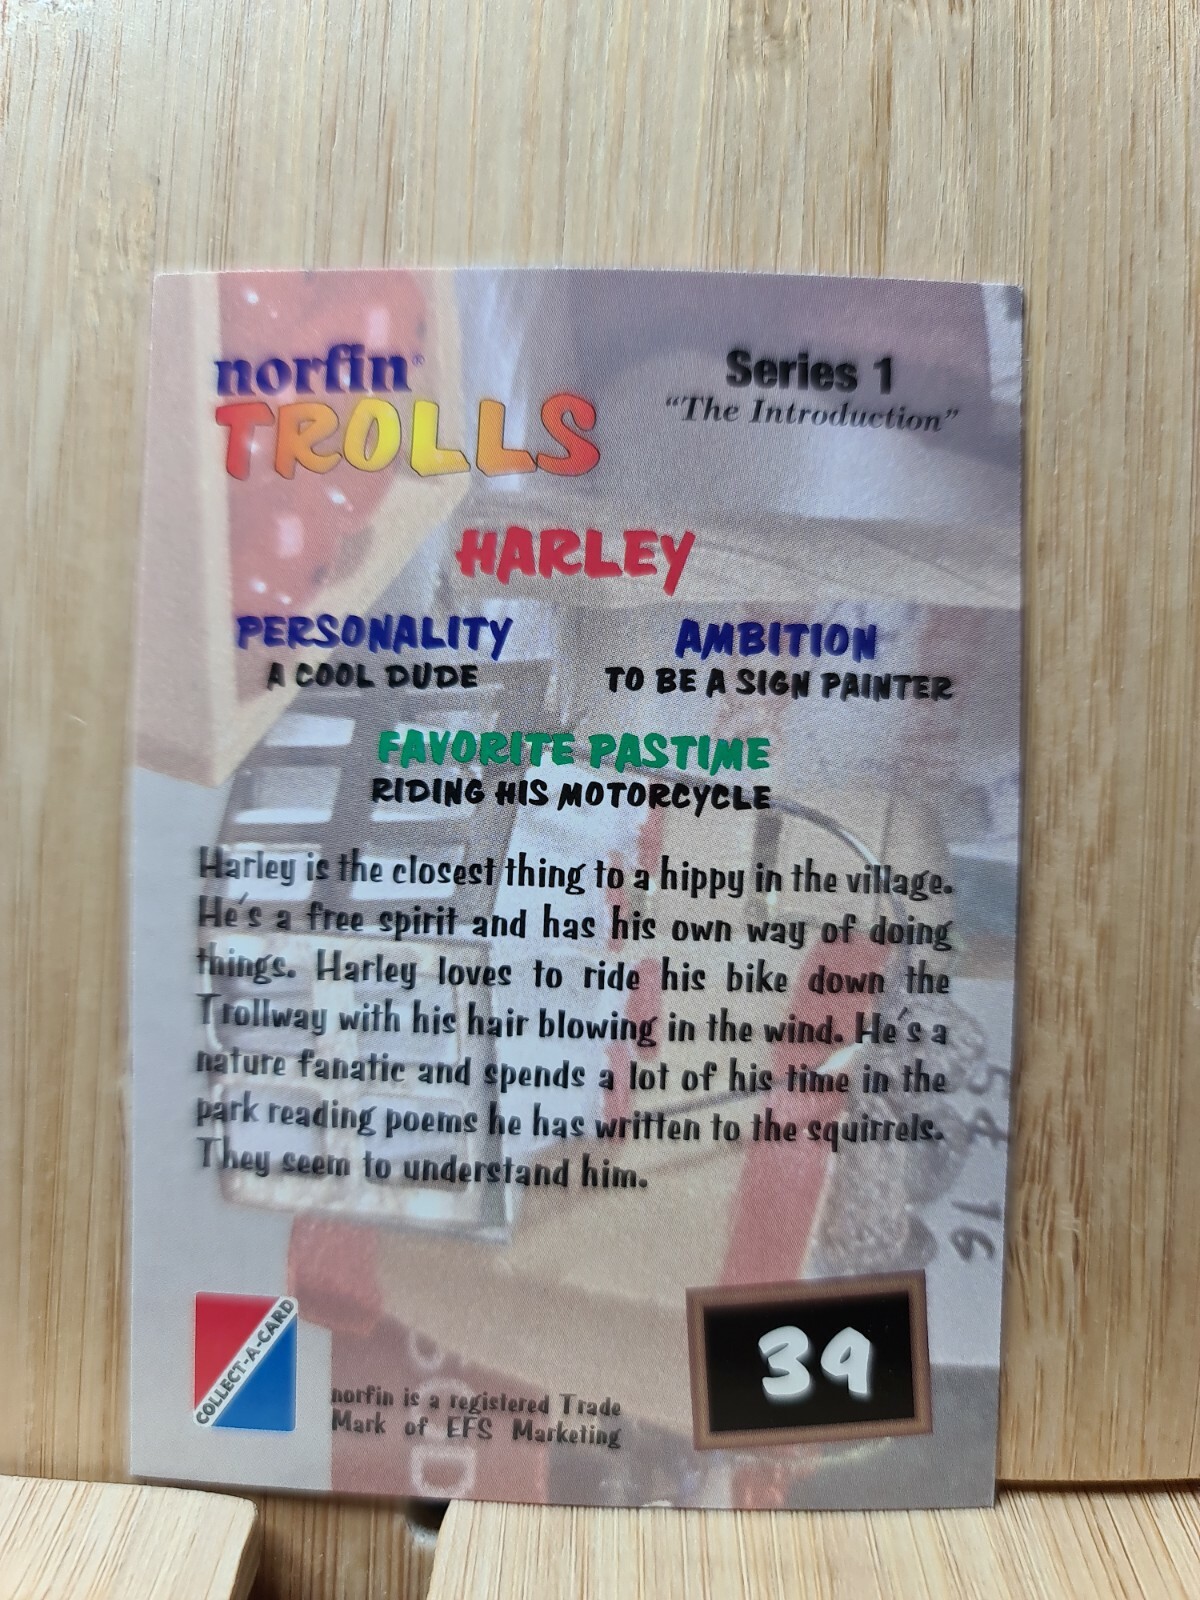 norfin®
TROLLS
Series 1
"The Introduction"
HARLEY
PERSONALITY
A COOL DUDE
AMBITION
TO BE A SIGN PAINTER
FAVORITE PASTIME
RIDING HIS MOTORCYCLE
Harley is the closest thing to a hippy in the village.
He's a free spirit and has his own way of doing
things. Harley loves to ride his bike down the
Trollway with his hair blowing in the wind. He's a
nature fanatic and spends a lot of his time in the
park reading poems he has written to the squirrels.
They seem to understand him.
COLLECT-A-CARD
norfin is a registered Trade
Mark of EFS Marketing
39